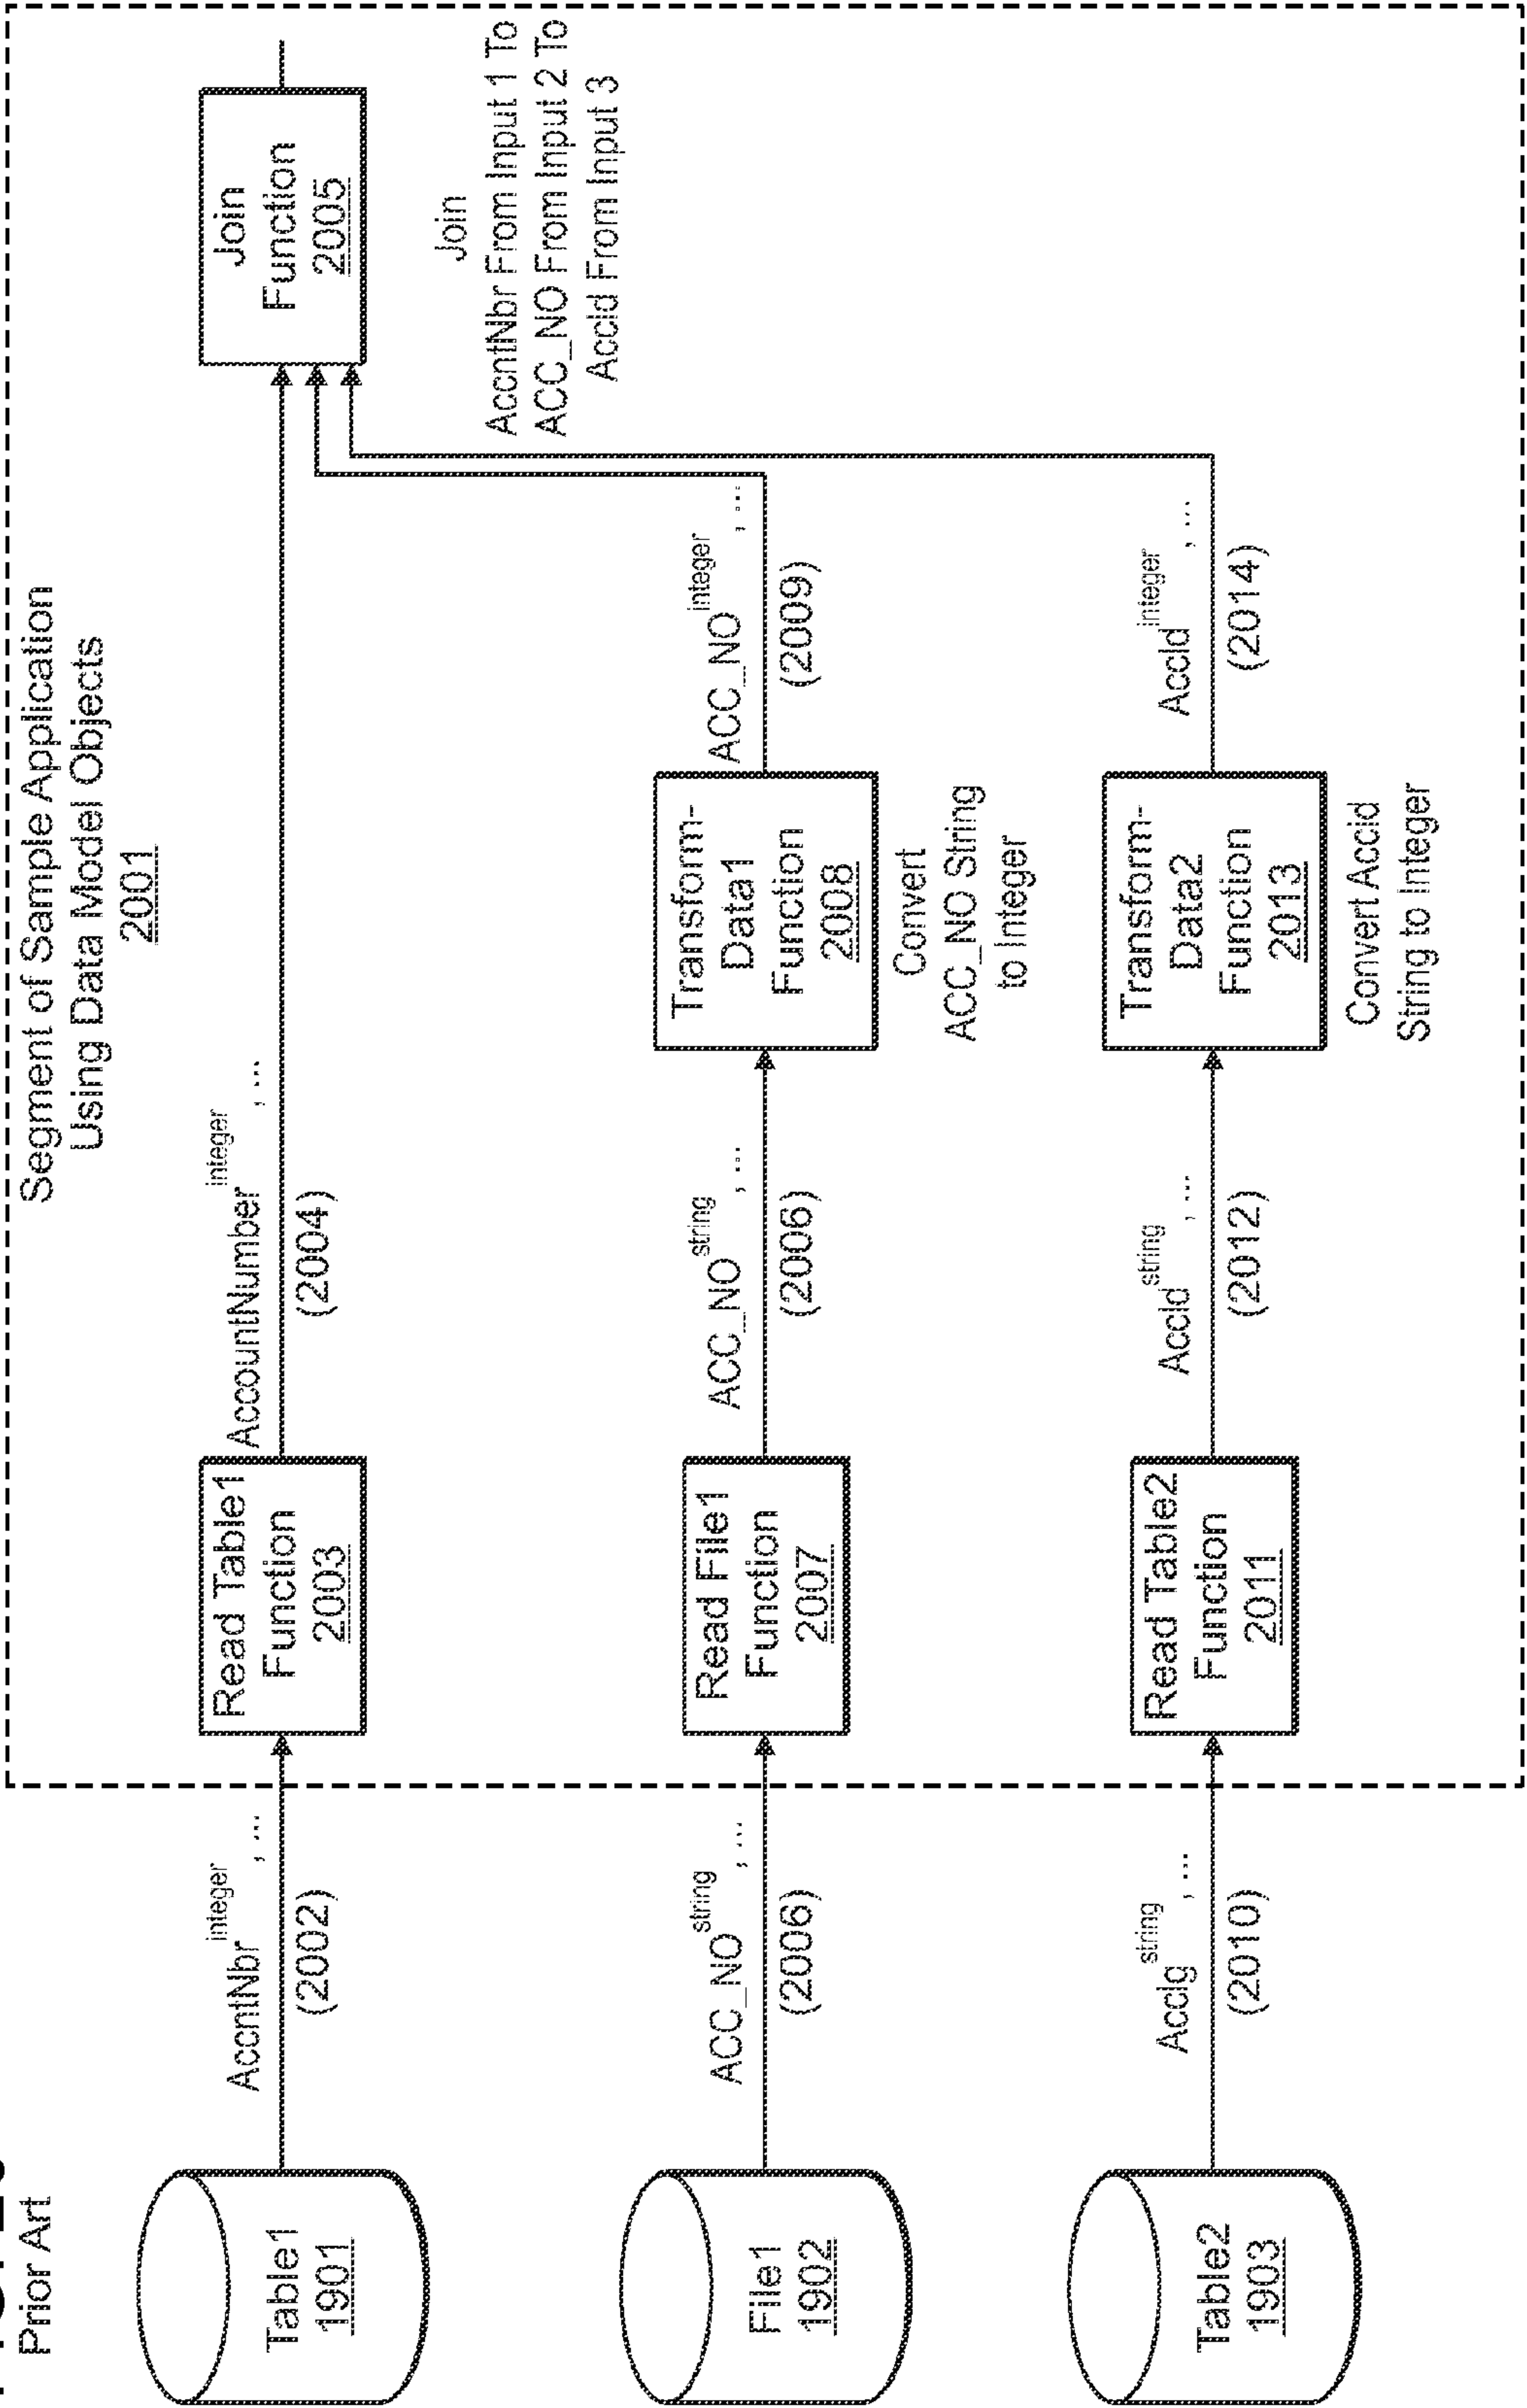 Prior Art
Segment of Sample Application
Using Data Model Objects
2001
Table1
1901
AccntNbr integer , ...
(2002)
Read Table1
Function
2003
AccountNumber integer , ...
(2004)
Join
Function
2005
Join
AccntNbr From Input 1 To
ACC_NO From Input 2 To
AccId From Input 3
File1
1902
ACC_NO string , ...
(2006)
Read File1
Function
2007
ACC_NO string , ...
(2006)
Transform-
Data1
Function
2008
Convert
ACC_NO String
to Integer
ACC_NO integer , ...
(2009)
Table2
1903
AccIg string , ...
(2010)
Read Table2
Function
2011
AccId string , ...
(2012)
Transform-
Data2
Function
2013
Convert Accid
String to Integer
AccId integer , ...
(2014)